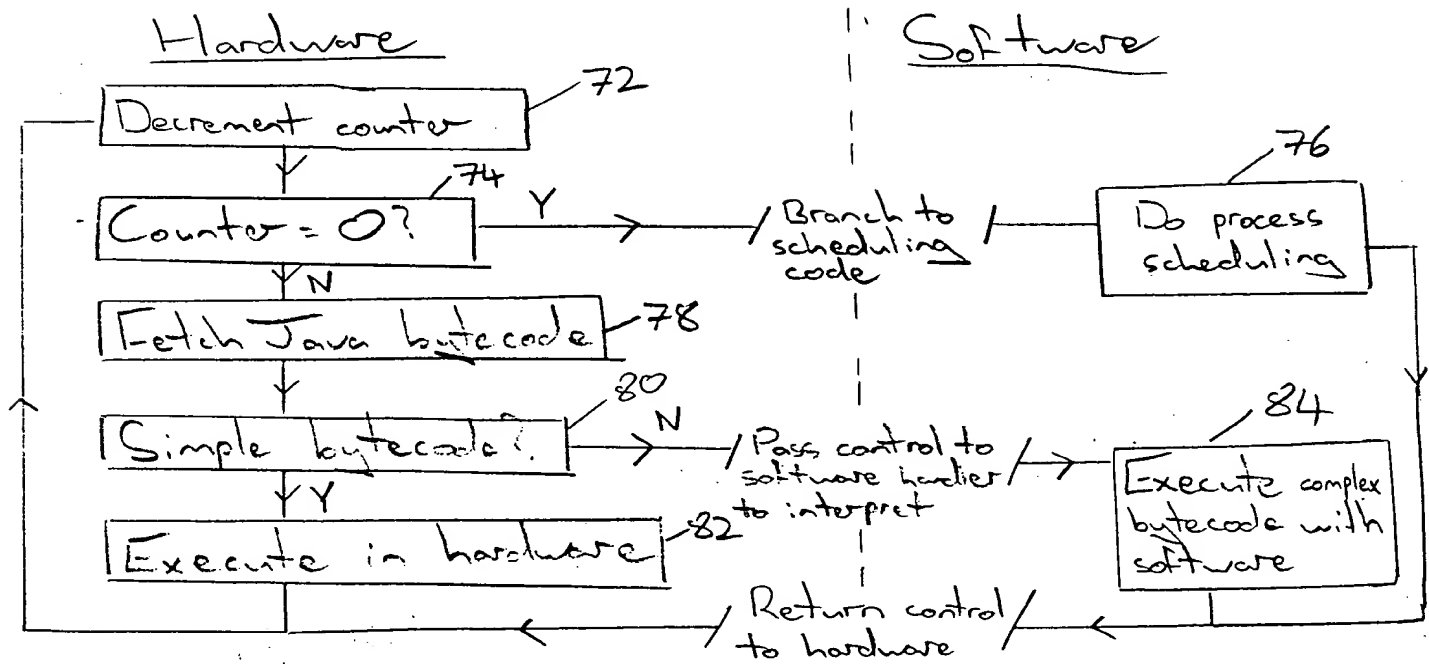 Hardware
Software
Decrement counter
72
Counter = 0?
74
Y
Branch to
scheduling
code
Do process
scheduling
76
N
Fetch Java bytecode
78
Simple bytecode?
80
N
Pass control to
software handler
to interpret
Execute complex
bytecode with
software
84
Y
Execute in hardware
82
Return control
to hardware